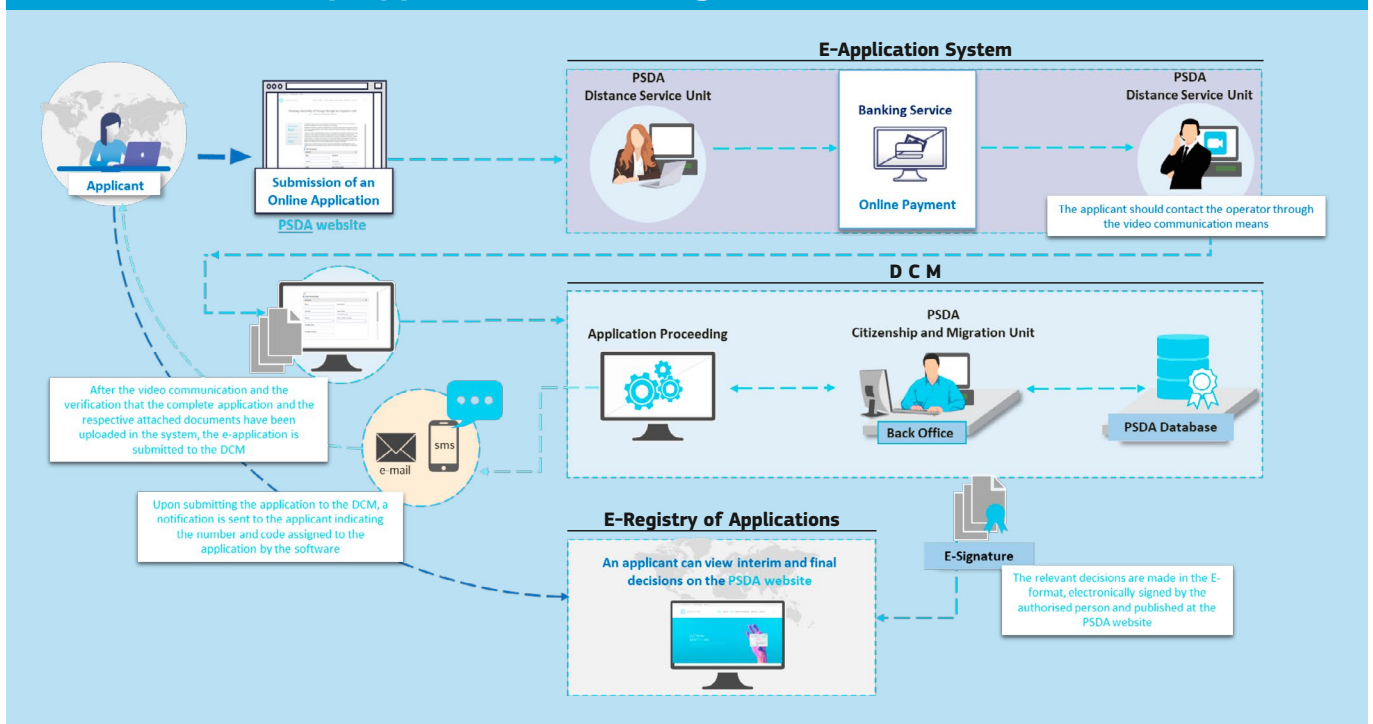 E-Application System
PSDA
Distance Service Unit
Banking Service
Online Payment
PSDA
Distance Service Unit
The applicant should contact the operator through
the video communication means
Applicant
Submission of an
Online Application
PSDA website
D C M
Application Proceeding
PSDA
Citizenship and Migration Unit
Back Office
PSDA Database
After the video communication and the
verification that the complete application and the
respective attached documents have been
uploaded in the system, the e-application is
submitted to the DCM
e-mail
sms
Upon submitting the application to the DCM, a
notification is sent to the applicant indicating
the number and code assigned to the
application by the software
E-Registry of Applications
An applicant can view interim and final
decisions on the PSDA website
E-Signature
The relevant decisions are made in the E-
format, electronically signed by the
authorised person and published at the
PSDA website